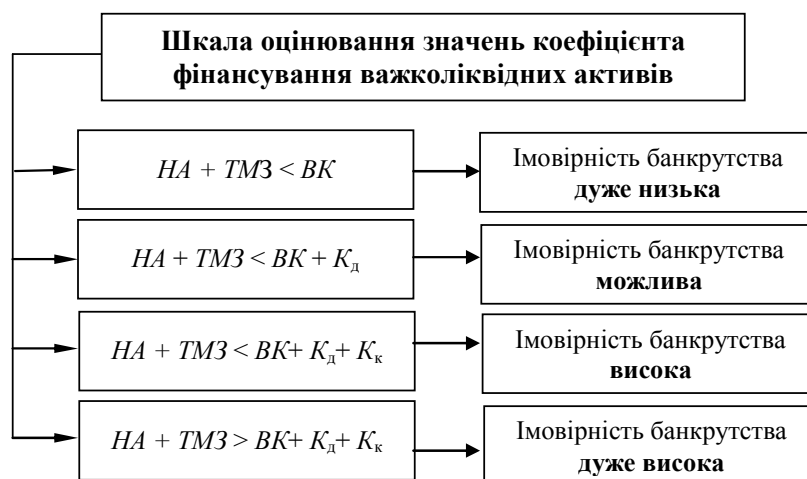 Шкала оцінювання значень коефіцієнта
фінансування важколіквідних активів
НА + ТМЗ < ВК
Імовірність банкрутства
дуже низька
НА + ТМЗ < ВК + Кд
Імовірність банкрутства
можлива
НА + ТМЗ < ВК+ Кд+ Кк
Імовірність банкрутства
висока
НА + ТМЗ > ВК+ Кд+ Кк
Імовірність банкрутства
дуже висока